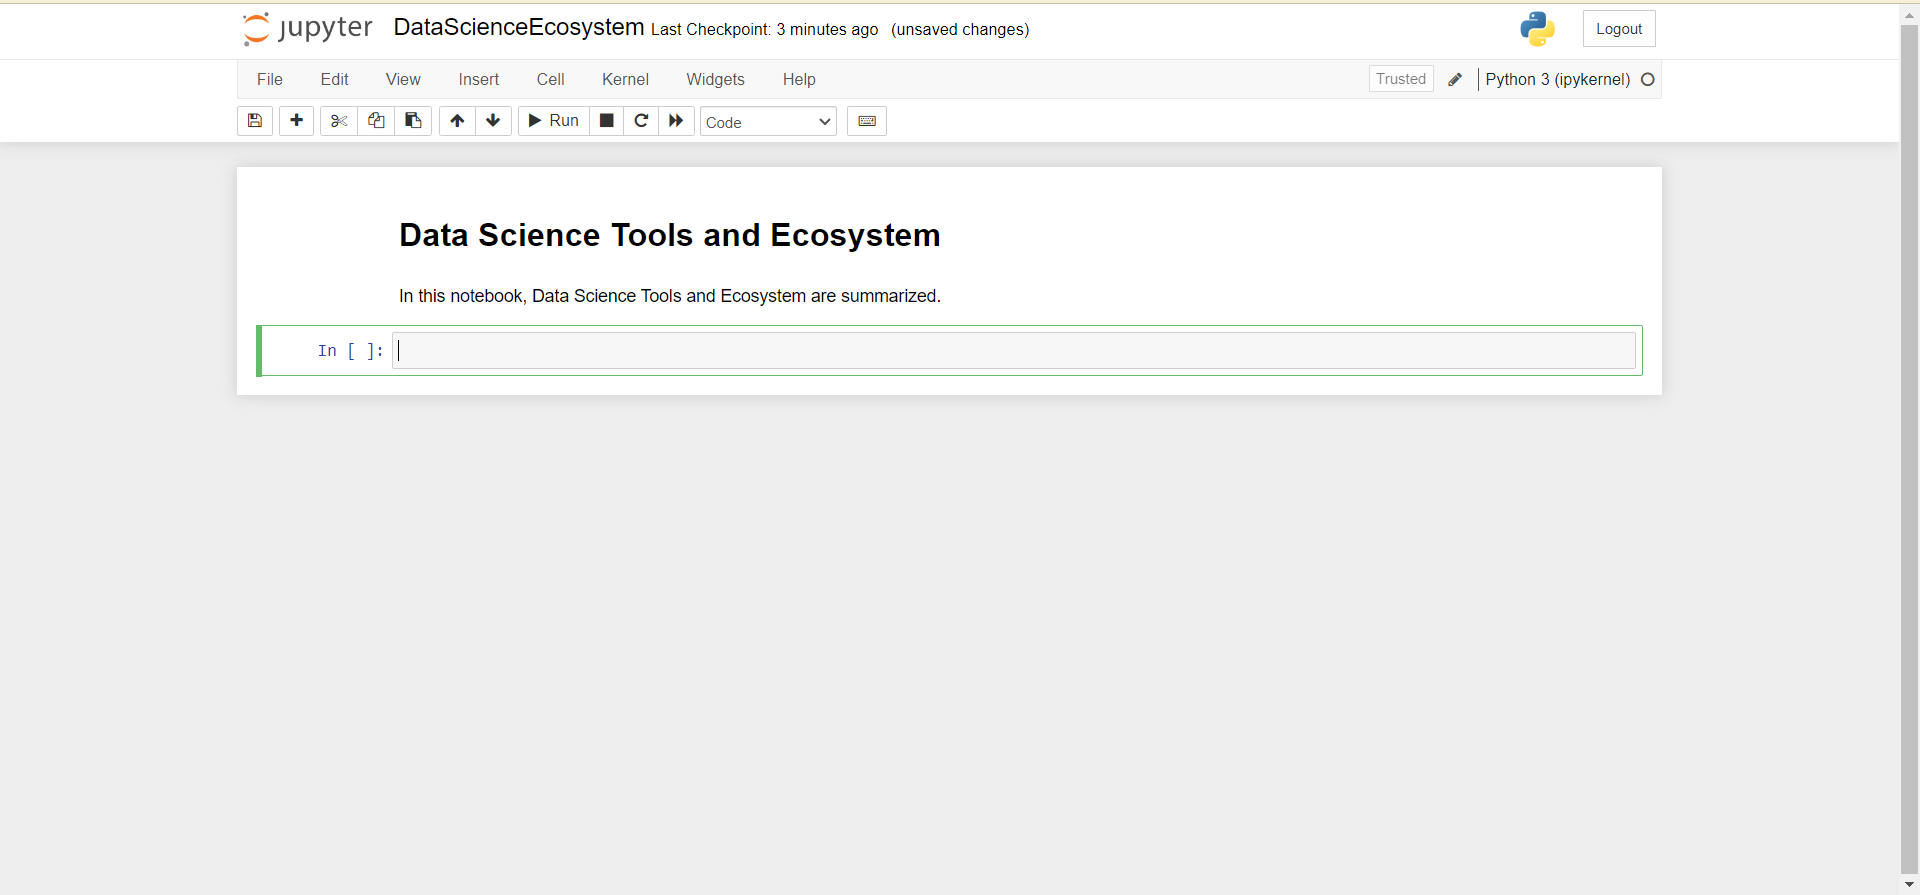 jupyter DataScienceEcosystem Last Checkpoint: 3 minutes ago (unsaved changes) Logout
File Edit View Insert Cell Kernel Widgets Help Trusted Python 3 (ipykernel)
Run Code
Data Science Tools and Ecosystem
In this notebook, Data Science Tools and Ecosystem are summarized.
In [ ]: